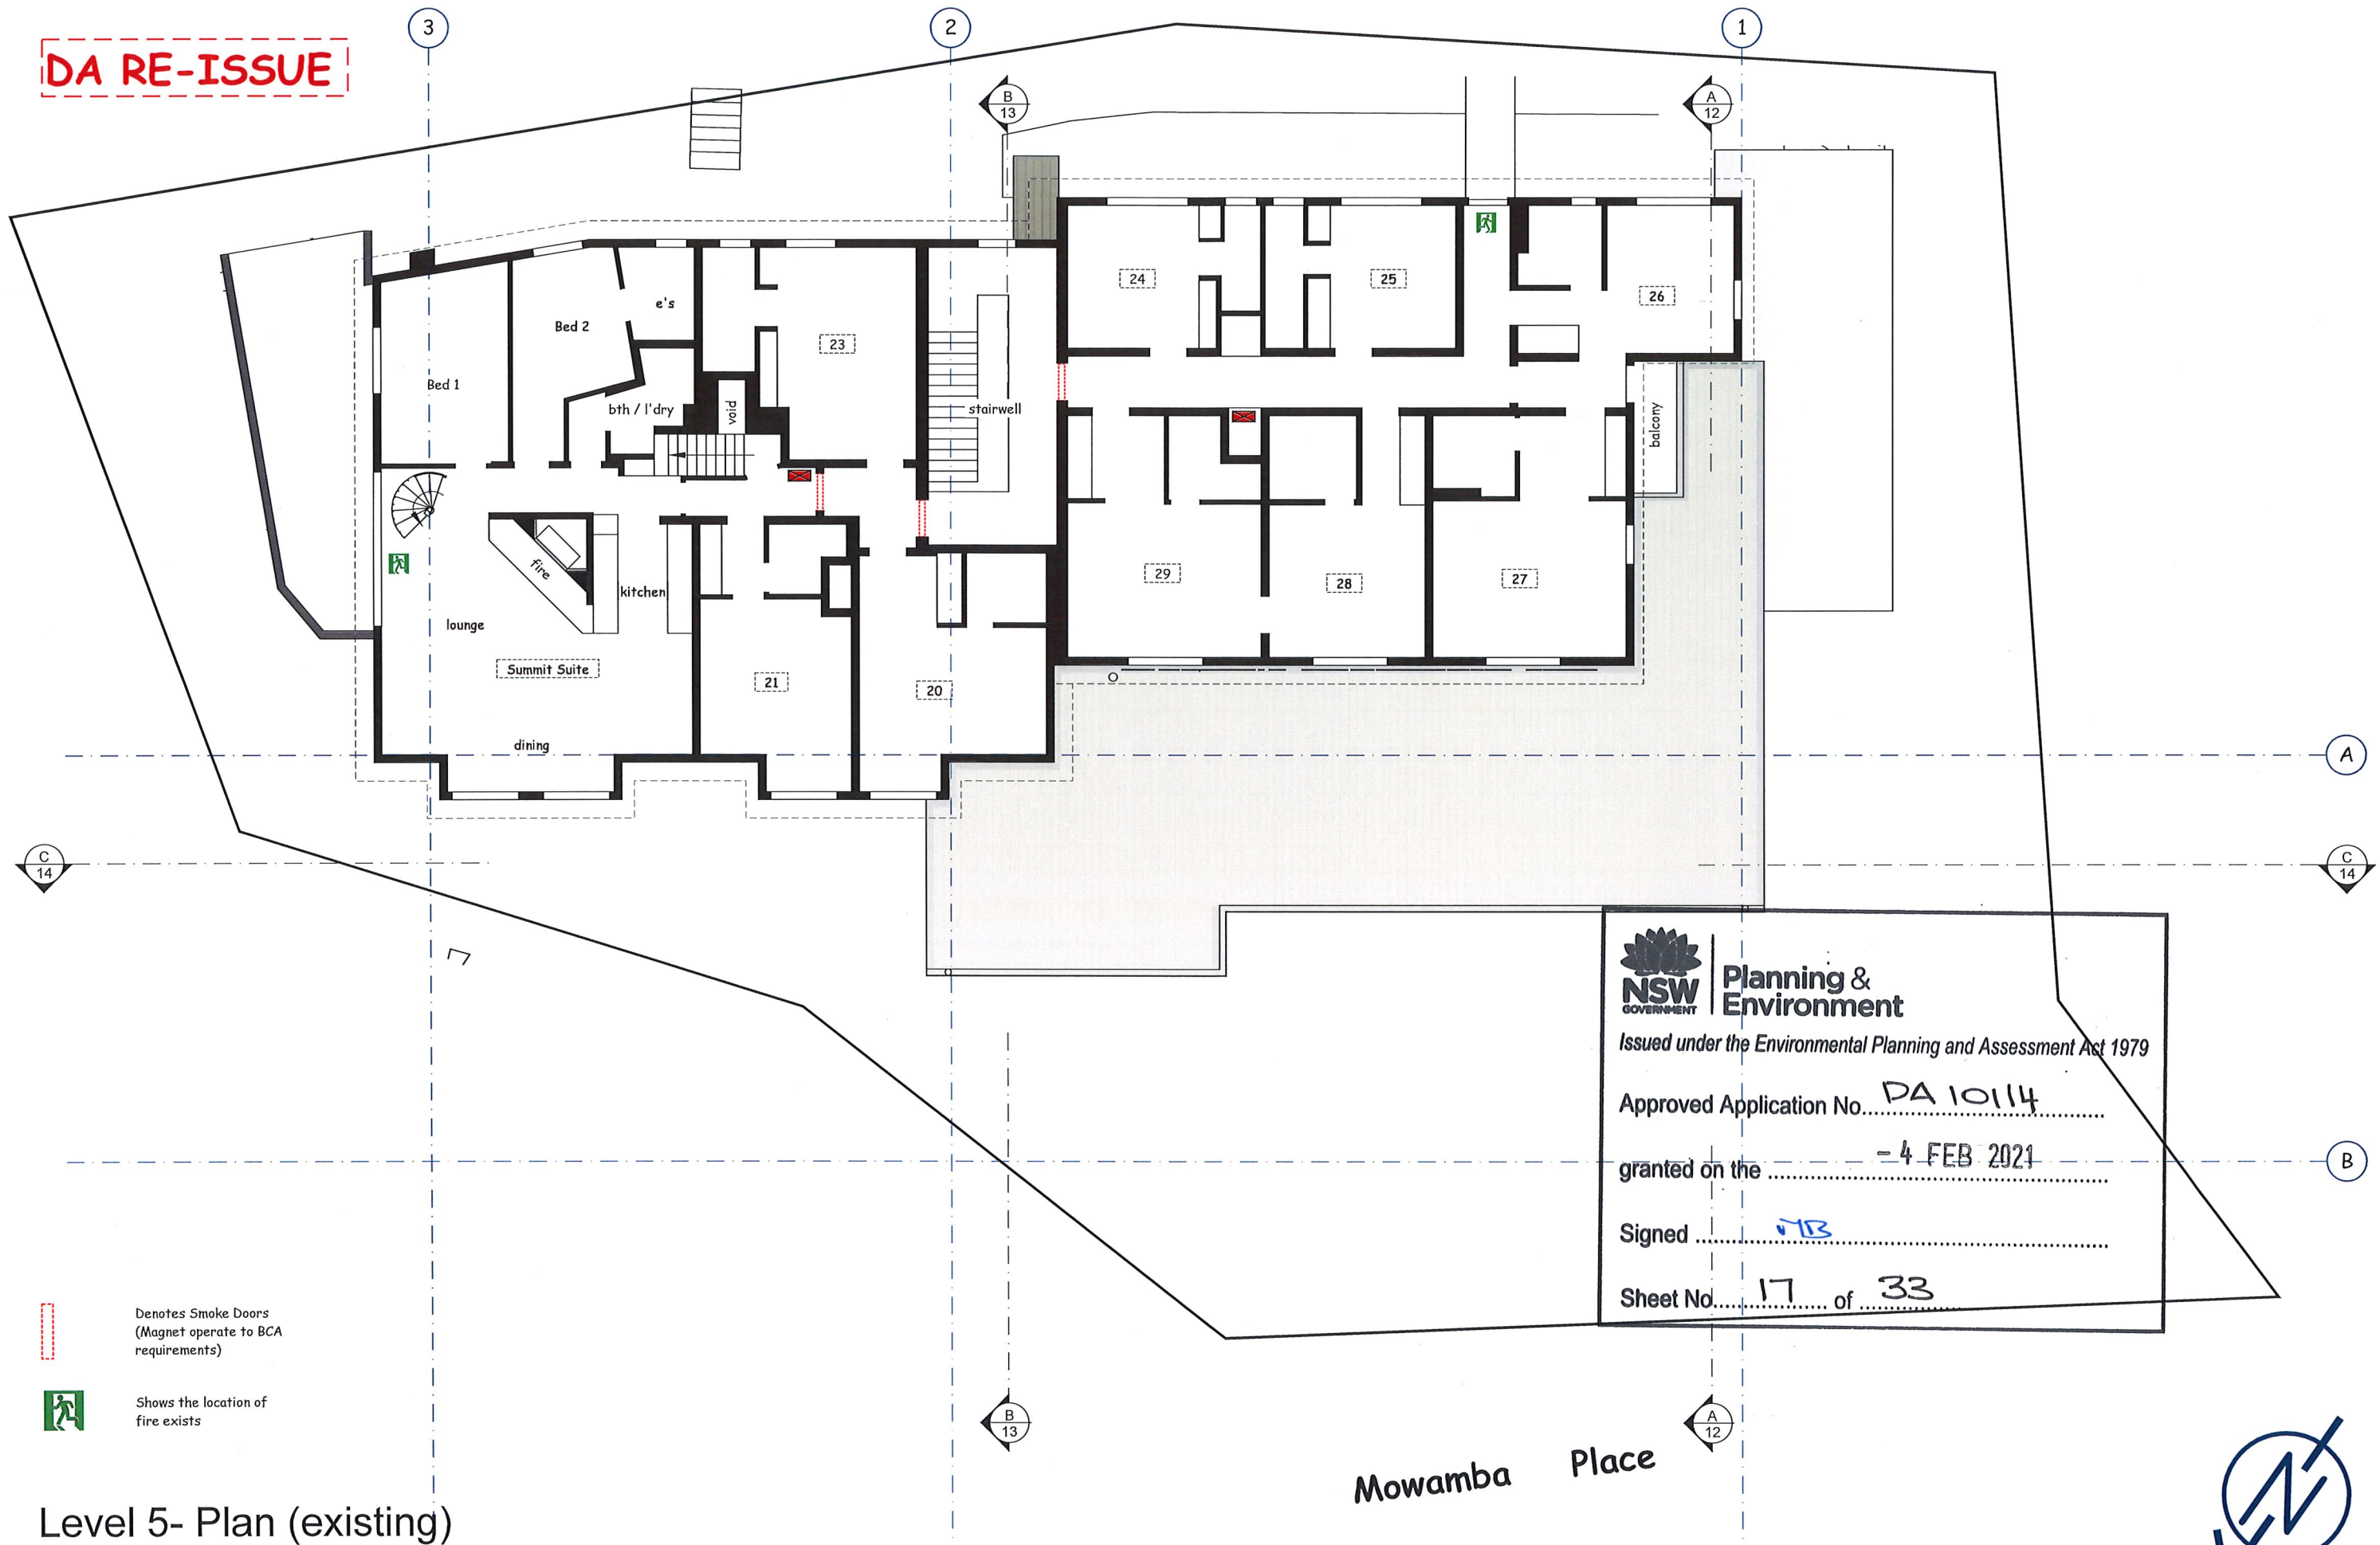 DA RE-ISSUE
3
2
1
B
13
A
12
24
25
26
e's
Bed 2
23
Bed 1
bth / l'dry
void
stairwell
balcony
fire
kitchen
29
28
27
lounge
Summit Suite
21
20
dining
A
C
14
C
14
NSW
GOVERNMENT
Planning &
Environment
Issued under the Environmental Planning and Assessment Act 1979
Approved Application No. DA 10114
granted on the - 4 FEB 2021
Signed
Sheet No. 17 of 33
B
Denotes Smoke Doors
(Magnet operate to BCA
requirements)
Shows the location of
fire exists
B
13
A
12
Mowamba Place
Level 5- Plan (existing)
N